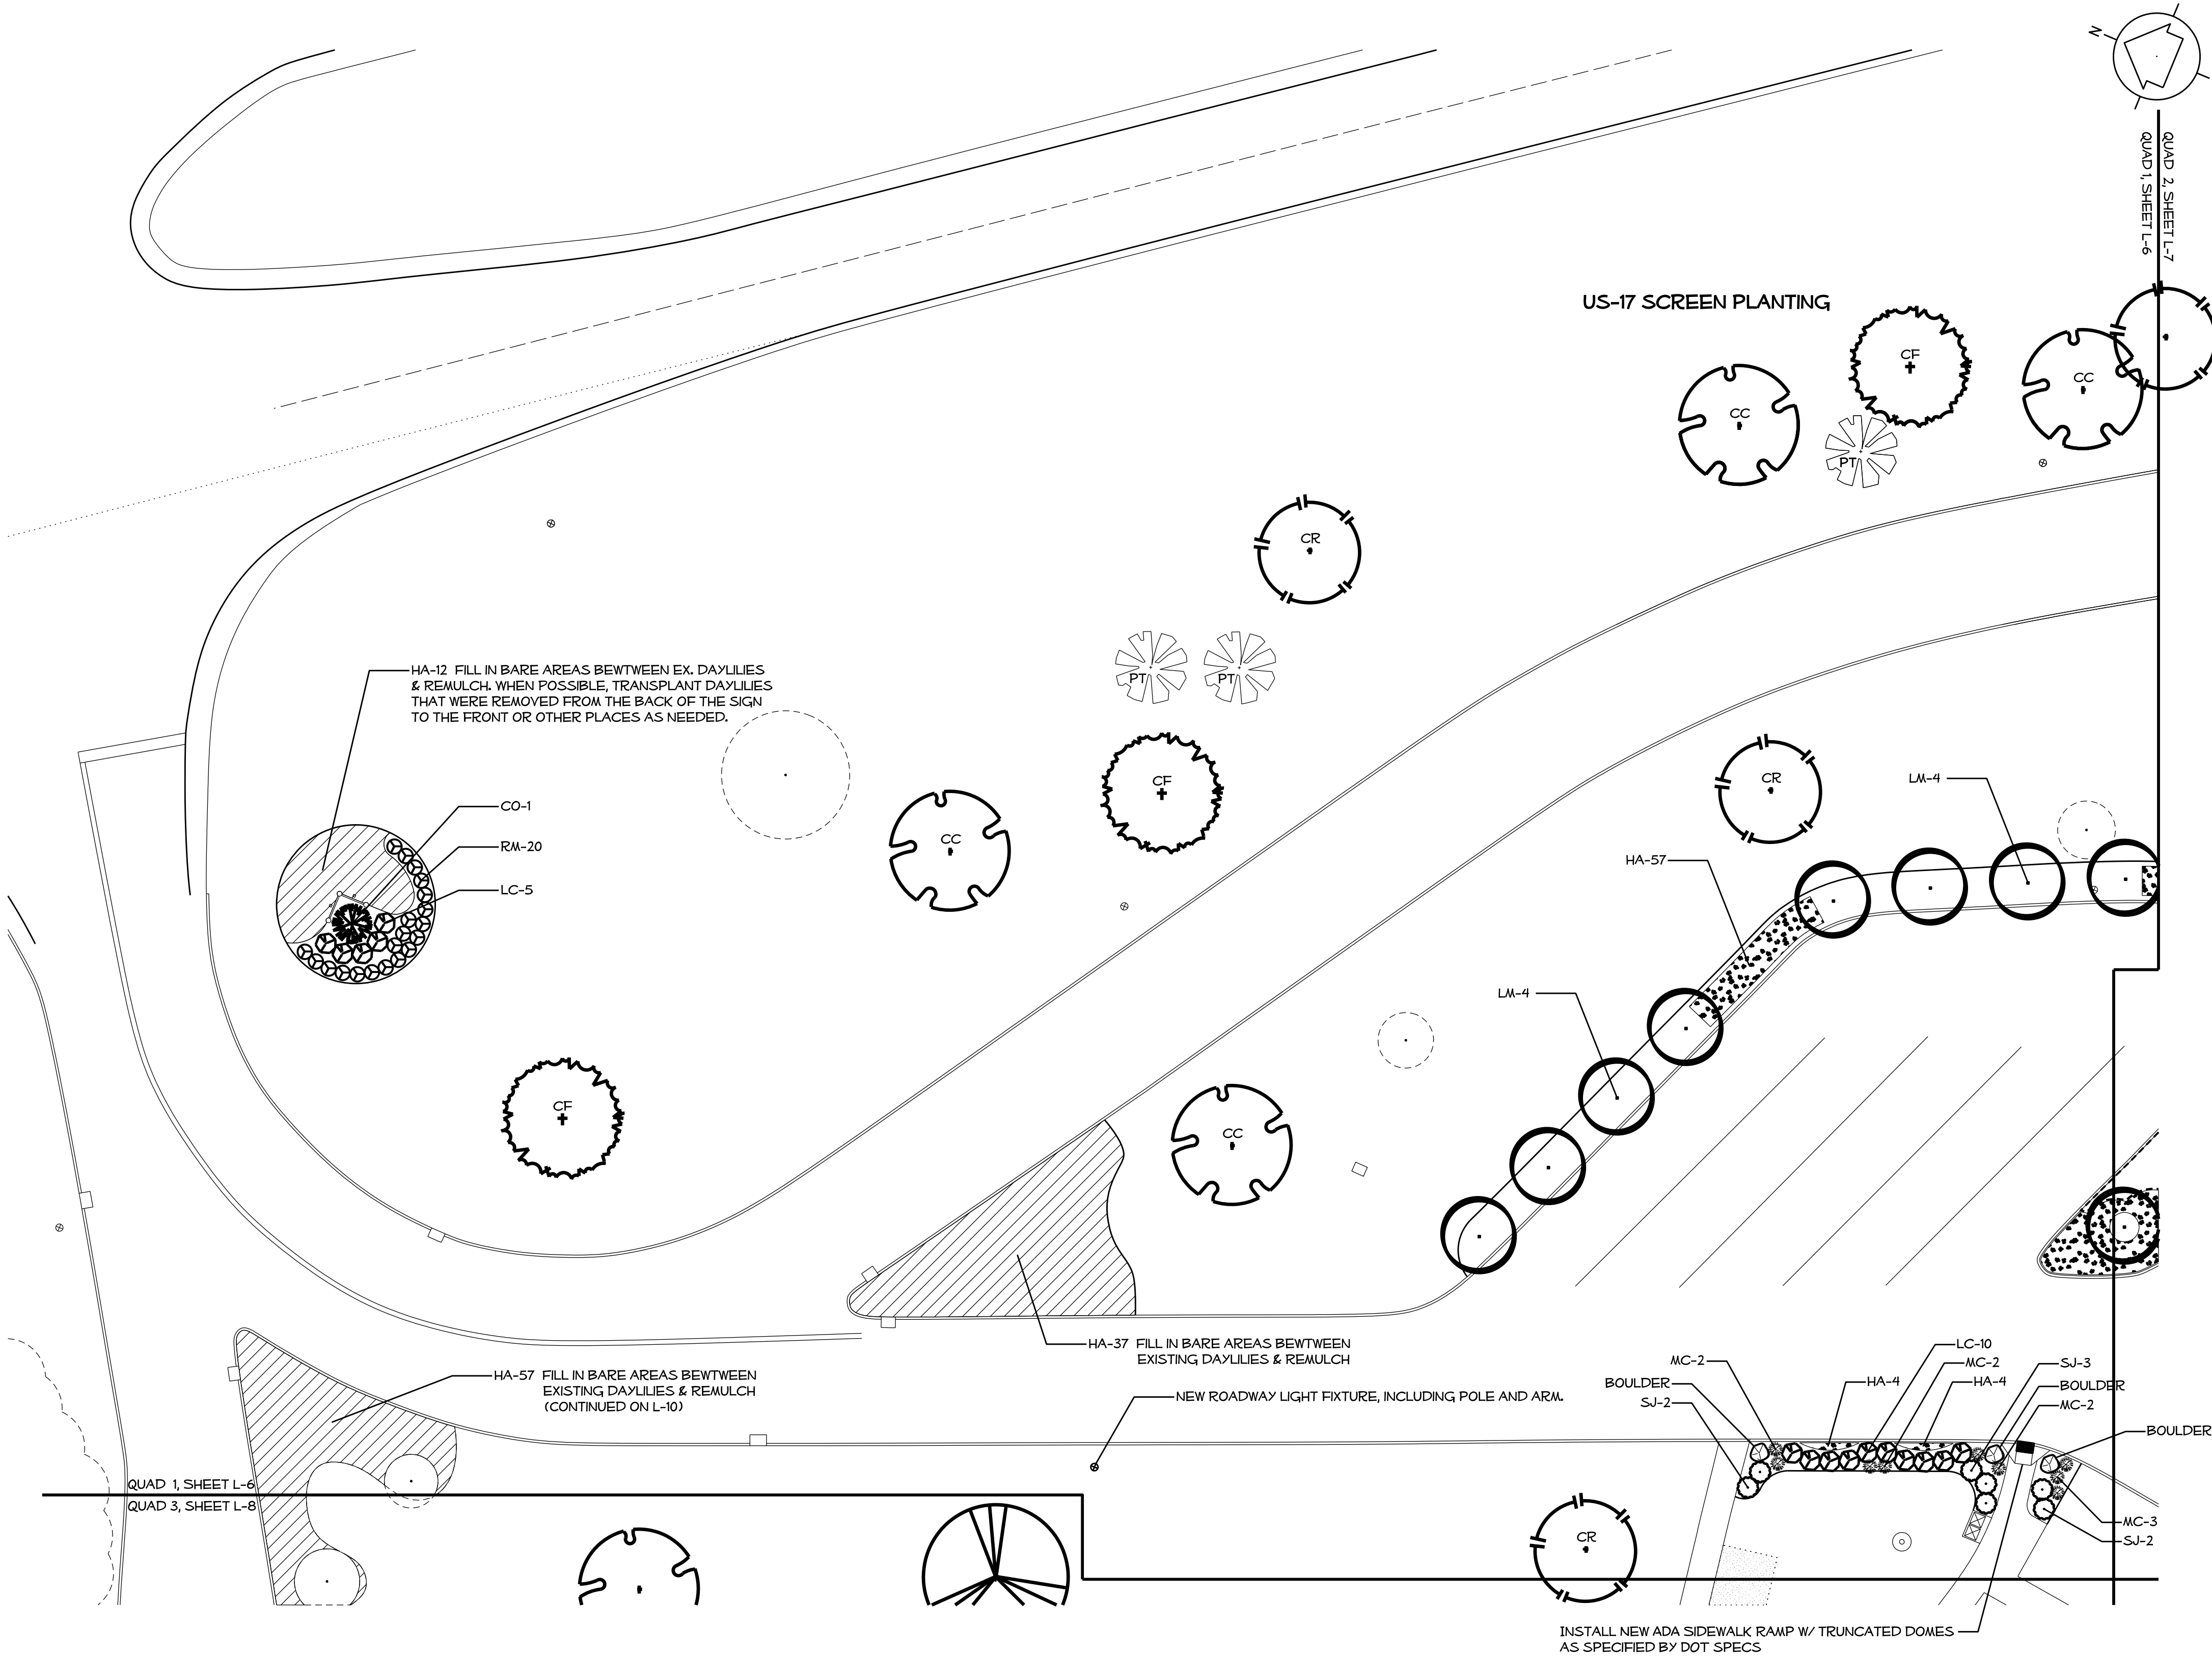 N
QUAD 2, SHEET L-7
QUAD 1, SHEET L-6
US-17 SCREEN PLANTING
CF
CC
CC
PT
CR
HA-12 FILL IN BARE AREAS BEWTWEEN EX. DAYLILIES
& REMULCH. WHEN POSSIBLE, TRANSPLANT DAYLILIES
THAT WERE REMOVED FROM THE BACK OF THE SIGN
TO THE FRONT OR OTHER PLACES AS NEEDED.
PT
PT
CF
CR
LM-4
CO-1
RM-20
LC-5
CC
HA-57
LM-4
CF
CC
HA-37 FILL IN BARE AREAS BEWTWEEN
EXISTING DAYLILIES & REMULCH
HA-57 FILL IN BARE AREAS BEWTWEEN
EXISTING DAYLILIES & REMULCH
(CONTINUED ON L-10)
NEW ROADWAY LIGHT FIXTURE, INCLUDING POLE AND ARM.
MC-2
BOULDER
SJ-2
HA-4
LC-10
MC-2
HA-4
SJ-3
BOULDER
MC-2
BOULDER
QUAD 1, SHEET L-6
QUAD 3, SHEET L-8
CR
MC-3
SJ-2
INSTALL NEW ADA SIDEWALK RAMP W/ TRUNCATED DOMES
AS SPECIFIED BY DOT SPECS